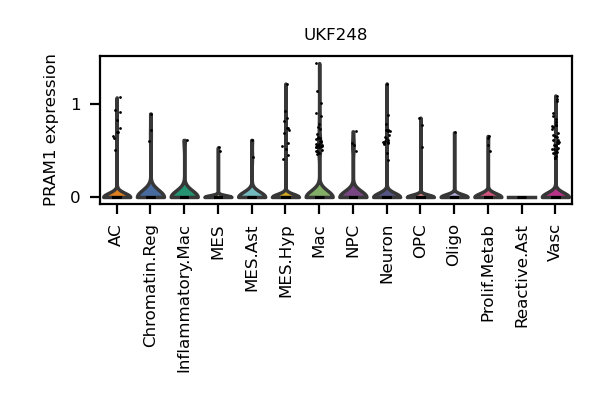 UKF248
PRAM1 expression
1
0
AC
Chromatin.Reg
Inflammatory.Mac
MES
MES.Ast
MES.Hyp
Mac
NPC
Neuron
OPC
Oligo
Prolif.Metab
Reactive.Ast
Vasc